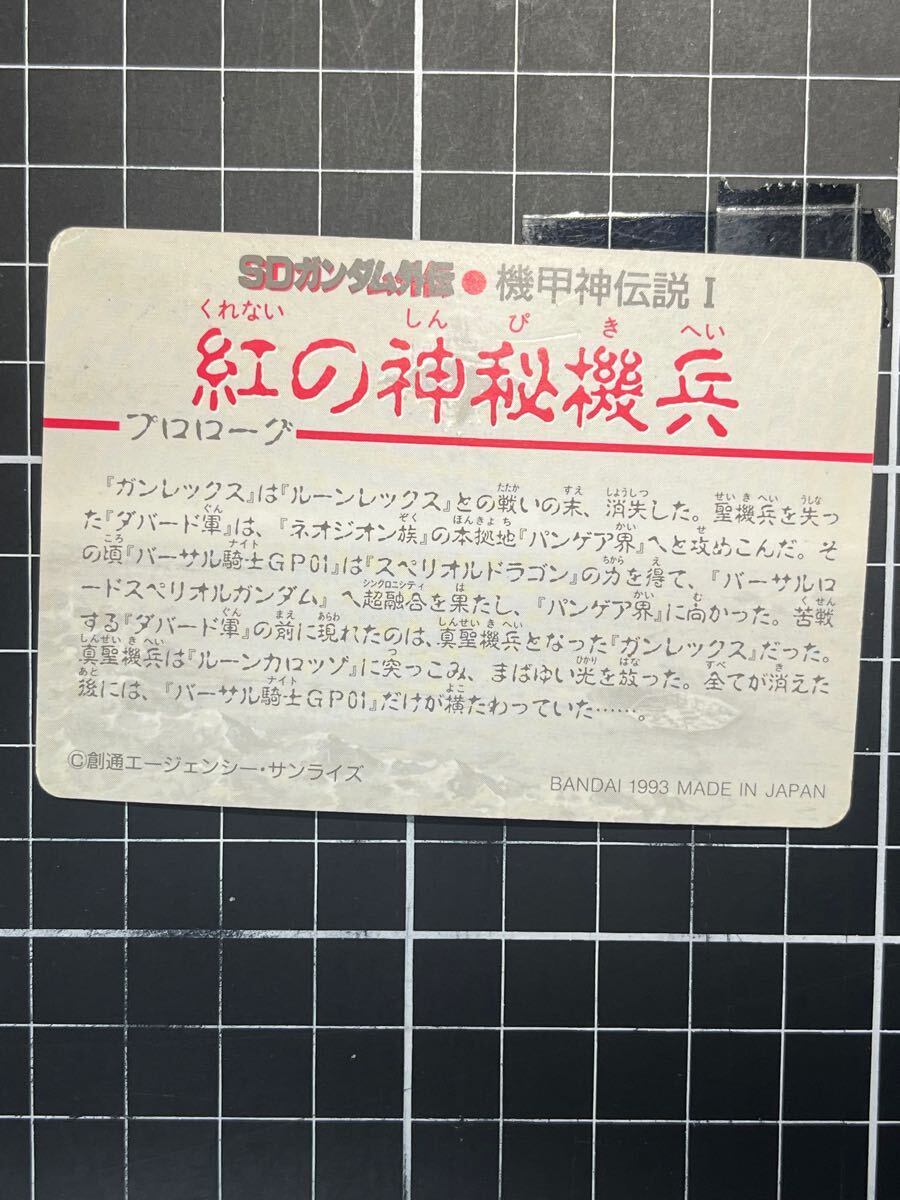 SDガンダム外伝●機甲神伝説 I
くれない しん ぴ き へい
紅の神秘機兵
プロローグ
『ガンレックス』は『ルーンレックス』との戦いの末、消失した。聖機兵を失っ
た『ダバード軍』は、『ネオジオン族』の本拠地『パンゲア界』へと攻めこんだ。そ
の頃『バーサル騎士GP01』は『スペリオルドラゴン』の力を得て、『バーサルロ
ードスペリオルガンダム』へ超融合を果たし、『パンゲア界』に向かった。苦戦
する『ダバード軍』の前に現れたのは、真聖機兵となった『ガンレックス』だった。
真聖機兵は『ルーンカロッゾ』に突っこみ、まばゆい光を放った。全てが消えた
後には、『バーサル騎士GP01』だけが横たわっていた……。
©創通エージェンシー・サンライズ
BANDAI 1993 MADE IN JAPAN